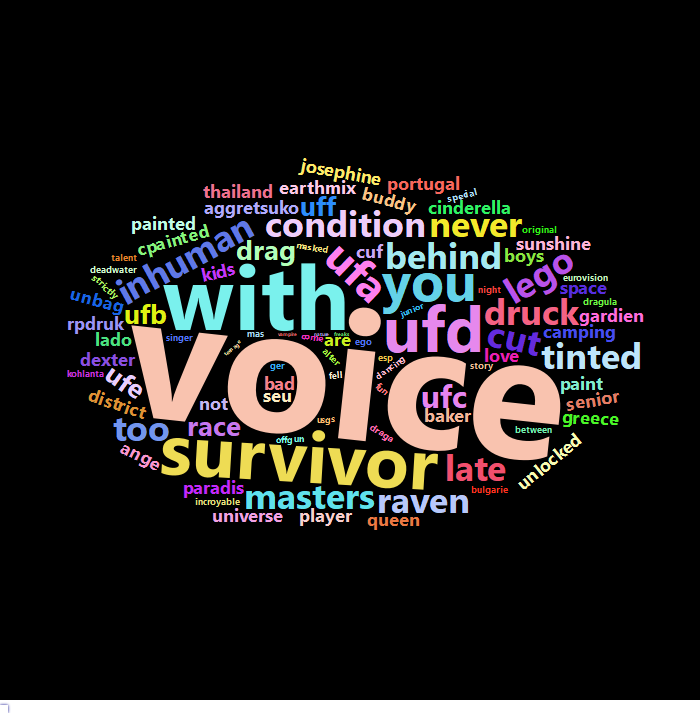 josephine
thailand
earthmix
buddy
portugal
special
aggretsuko
uff
cinderella
painted
cpainted
condition
never
original
sunshine
inhuman
drag
masked
cuf
behind
boys
talent
deadwater
kids
ufa
you
lego
eurovision
space
strictly
unbag
with
night
dragula
rpdruk
ufb
junior
ufd
druck
gardien
lado
singer
mas
vampire
game
nature
freaks
are
ego
cut
camping
dexter
voice
after
esp
dancing
love
tinted
kohlanta
ufe
ger
bad
fell
story
fun
paint
district
not
seu
ufc
baker
senior
too
race
usgs
draga
between
greece
offg
un
ange
survivor
late
unlocked
paradis
incroyable
masters
raven
bulgarie
universe
player
queen